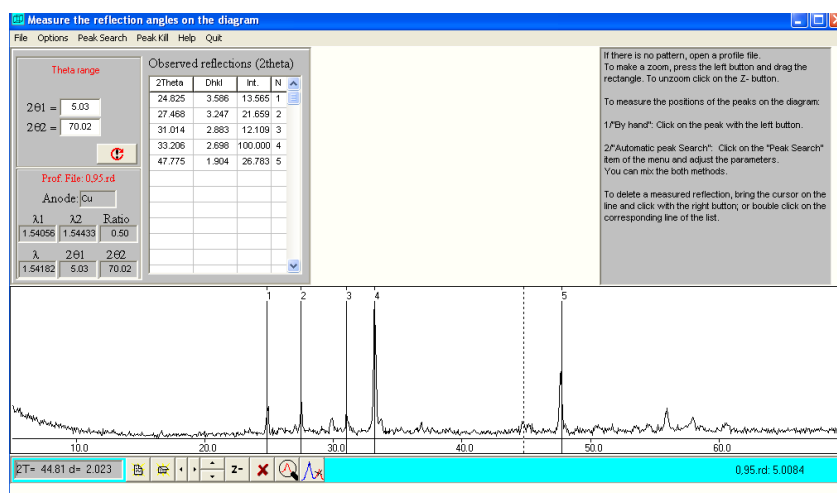 Measure the reflection angles on the diagram
File Options Peak Search Peak Kill Help Quit
Theta range
2θ1 = 5.03
2θ2 = 70.02
Prof. File: 0,95.rd
Anode: Cu
λ1 λ2 Ratio
1.54056 1.54433 0.50
λ 2θ1 2θ2
1.54182 5.03 70.02
Observed reflections (2theta)
2Theta Dhkl Int. N
24.825 3.586 13.565 1
27.468 3.247 21.659 2
31.014 2.883 12.109 3
33.206 2.698 100.000 4
47.775 1.904 26.783 5
If there is no pattern, open a profile file.
To make a zoom, press the left button and drag the
rectangle. To unzoom click on the Z- button.
To measure the positions of the peaks on the diagram:
1/"By hand": Click on the peak with the left button.
2/"Automatic peak Search": Click on the "Peak Search"
item of the menu and adjust the parameters.
You can mix the both methods.
To delete a measured reflection, bring the cursor on the
line and click with the right button; or bouble click on the
corresponding line of the list.
1 2 3 4 5
10.0 20.0 30.0 40.0 50.0 60.0
2T= 44.81 d= 2.023
Z-
0,95.rd: 5.0084